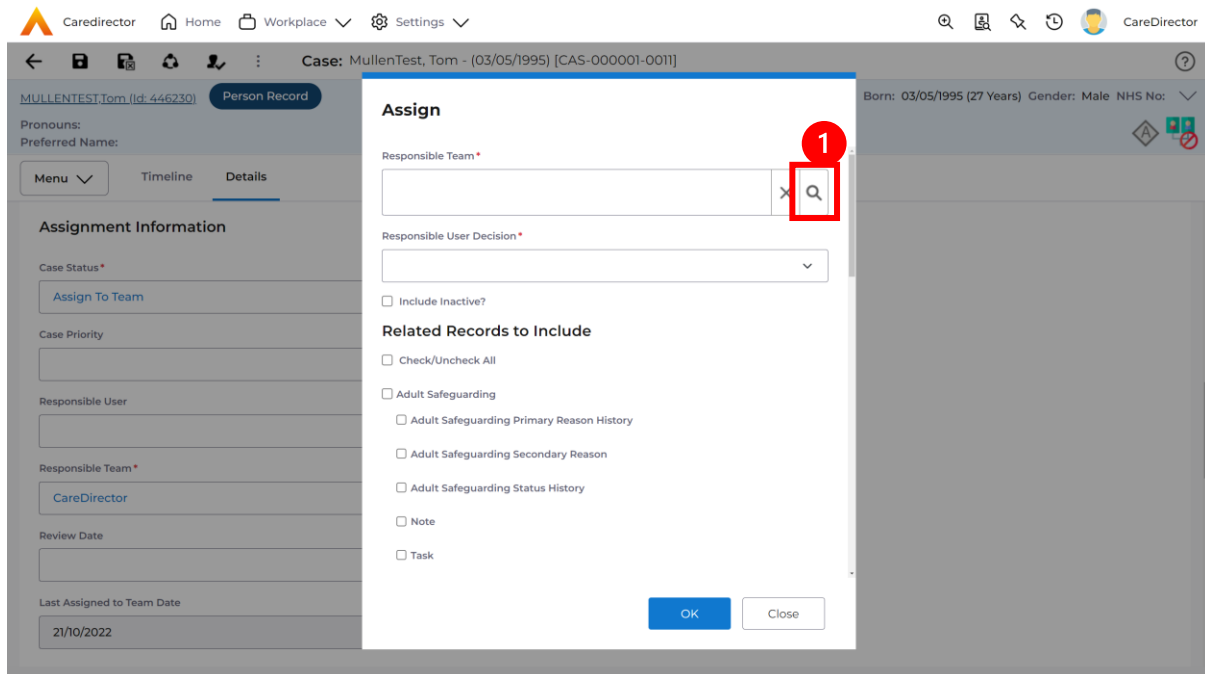 Caredirector Home Workplace Settings CareDirector
Case: MullenTest, Tom - (03/05/1995) [CAS-000001-0011]
MULLENTEST,Tom (Id: 446230) Person Record Born: 03/05/1995 (27 Years) Gender: Male NHS No:
Pronouns:
Preferred Name:
Menu Timeline Details
Assignment Information
Case Status*
Assign To Team
Case Priority
Responsible User
Responsible Team*
CareDirector
Review Date
Last Assigned to Team Date
21/10/2022
Assign
1
Responsible Team*
Responsible User Decision*
Include Inactive?
Related Records to Include
Check/Uncheck All
Adult Safeguarding
Adult Safeguarding Primary Reason History
Adult Safeguarding Secondary Reason
Adult Safeguarding Status History
Note
Task
OK Close
A